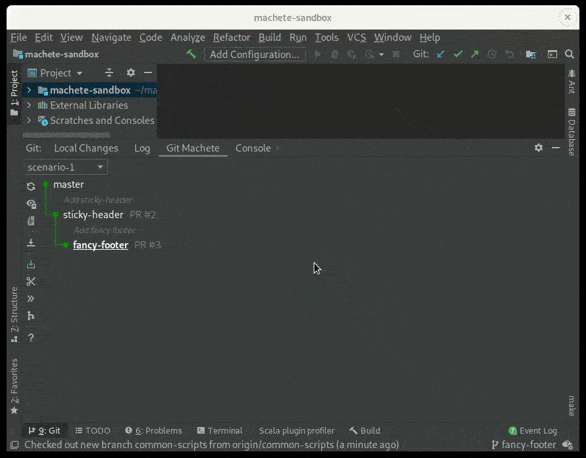 machete-sandbox
File Edit View Navigate Code Analyze Refactor Build Run Tools VCS Window Help
machete-sandbox Add Configuration... Git:
1: Project
Project
machete-sandbox ~/ma
External Libraries
Scratches and Consoles
Ant
Database
Git: Local Changes Log Git Machete Console
scenario-1
master
Add sticky-header
sticky-header PR #2
Add fancy footer
fancy-footer PR #3
?
7: Structure
2: Favorites
make
9: Git TODO 6: Problems Terminal Scala plugin profiler Build 7 Event Log
Checked out new branch common-scripts from origin/common-scripts (a minute ago) fancy-footer